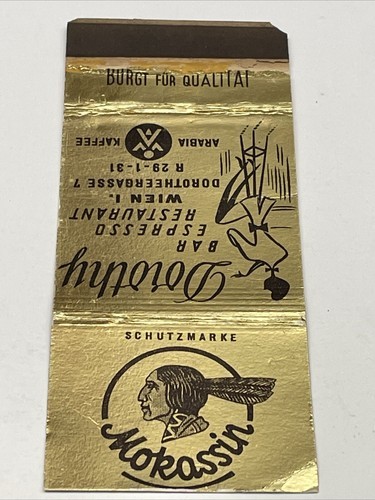 BÜRGT FÜR QUALITÄT
Dorothy
BAR
ESPRESSO
RESTAURANT
WIEN I.
DOROTHEERGASSE 7
R 29-1-31
ARABIA KAFFEE
SCHUTZMARKE
Mokassin